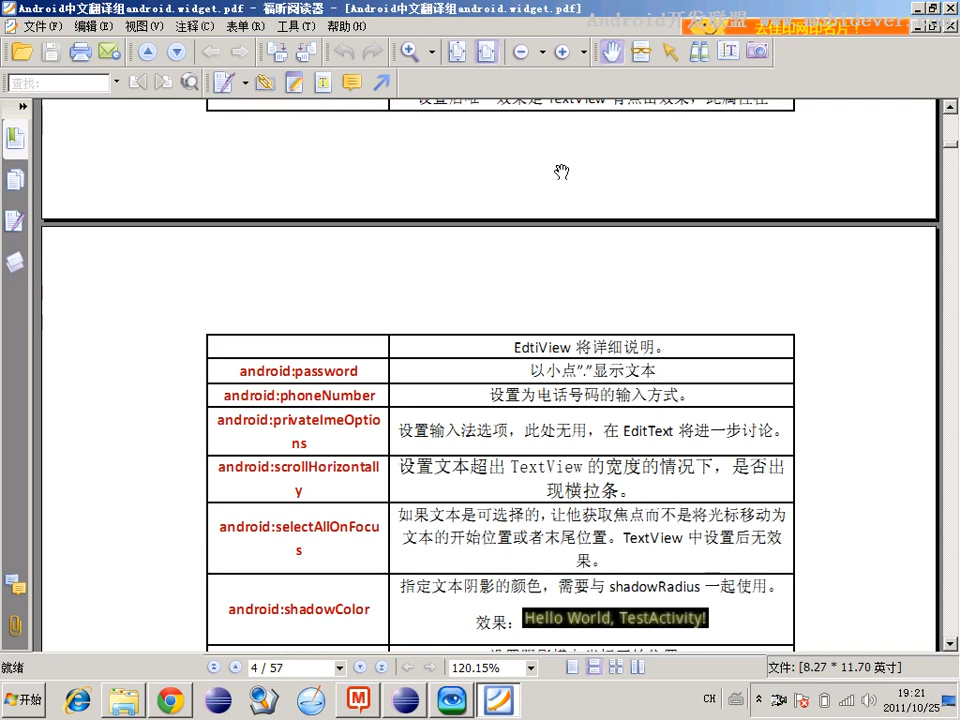 Android中文翻译组android.widget.pdf - 福昕阅读器 - [Android中文翻译组android.widget.pdf]
文件(F) 编辑(E) 视图(V) 注释(C) 表单(R) 工具(T) 帮助(H)
查找:
EdtiView 将详细说明。
android:password
以小点"."显示文本
android:phoneNumber
设置为电话号码的输入方式。
android:privateImeOptio
ns
设置输入法选项，此处无用，在 EditText 将进一步讨论。
android:scrollHorizontall
y
设置文本超出 TextView 的宽度的情况下，是否出
现横拉条。
android:selectAllOnFocu
s
如果文本是可选择的，让他获取焦点而不是将光标移动为
文本的开始位置或者末尾位置。TextView 中设置后无效
果。
android:shadowColor
指定文本阴影的颜色，需要与 shadowRadius 一起使用。
效果：Hello World, TestActivity!
就绪
4 / 57
120.15%
文件: [8.27 * 11.70 英寸]
开始
CH
19:21
2011/10/25